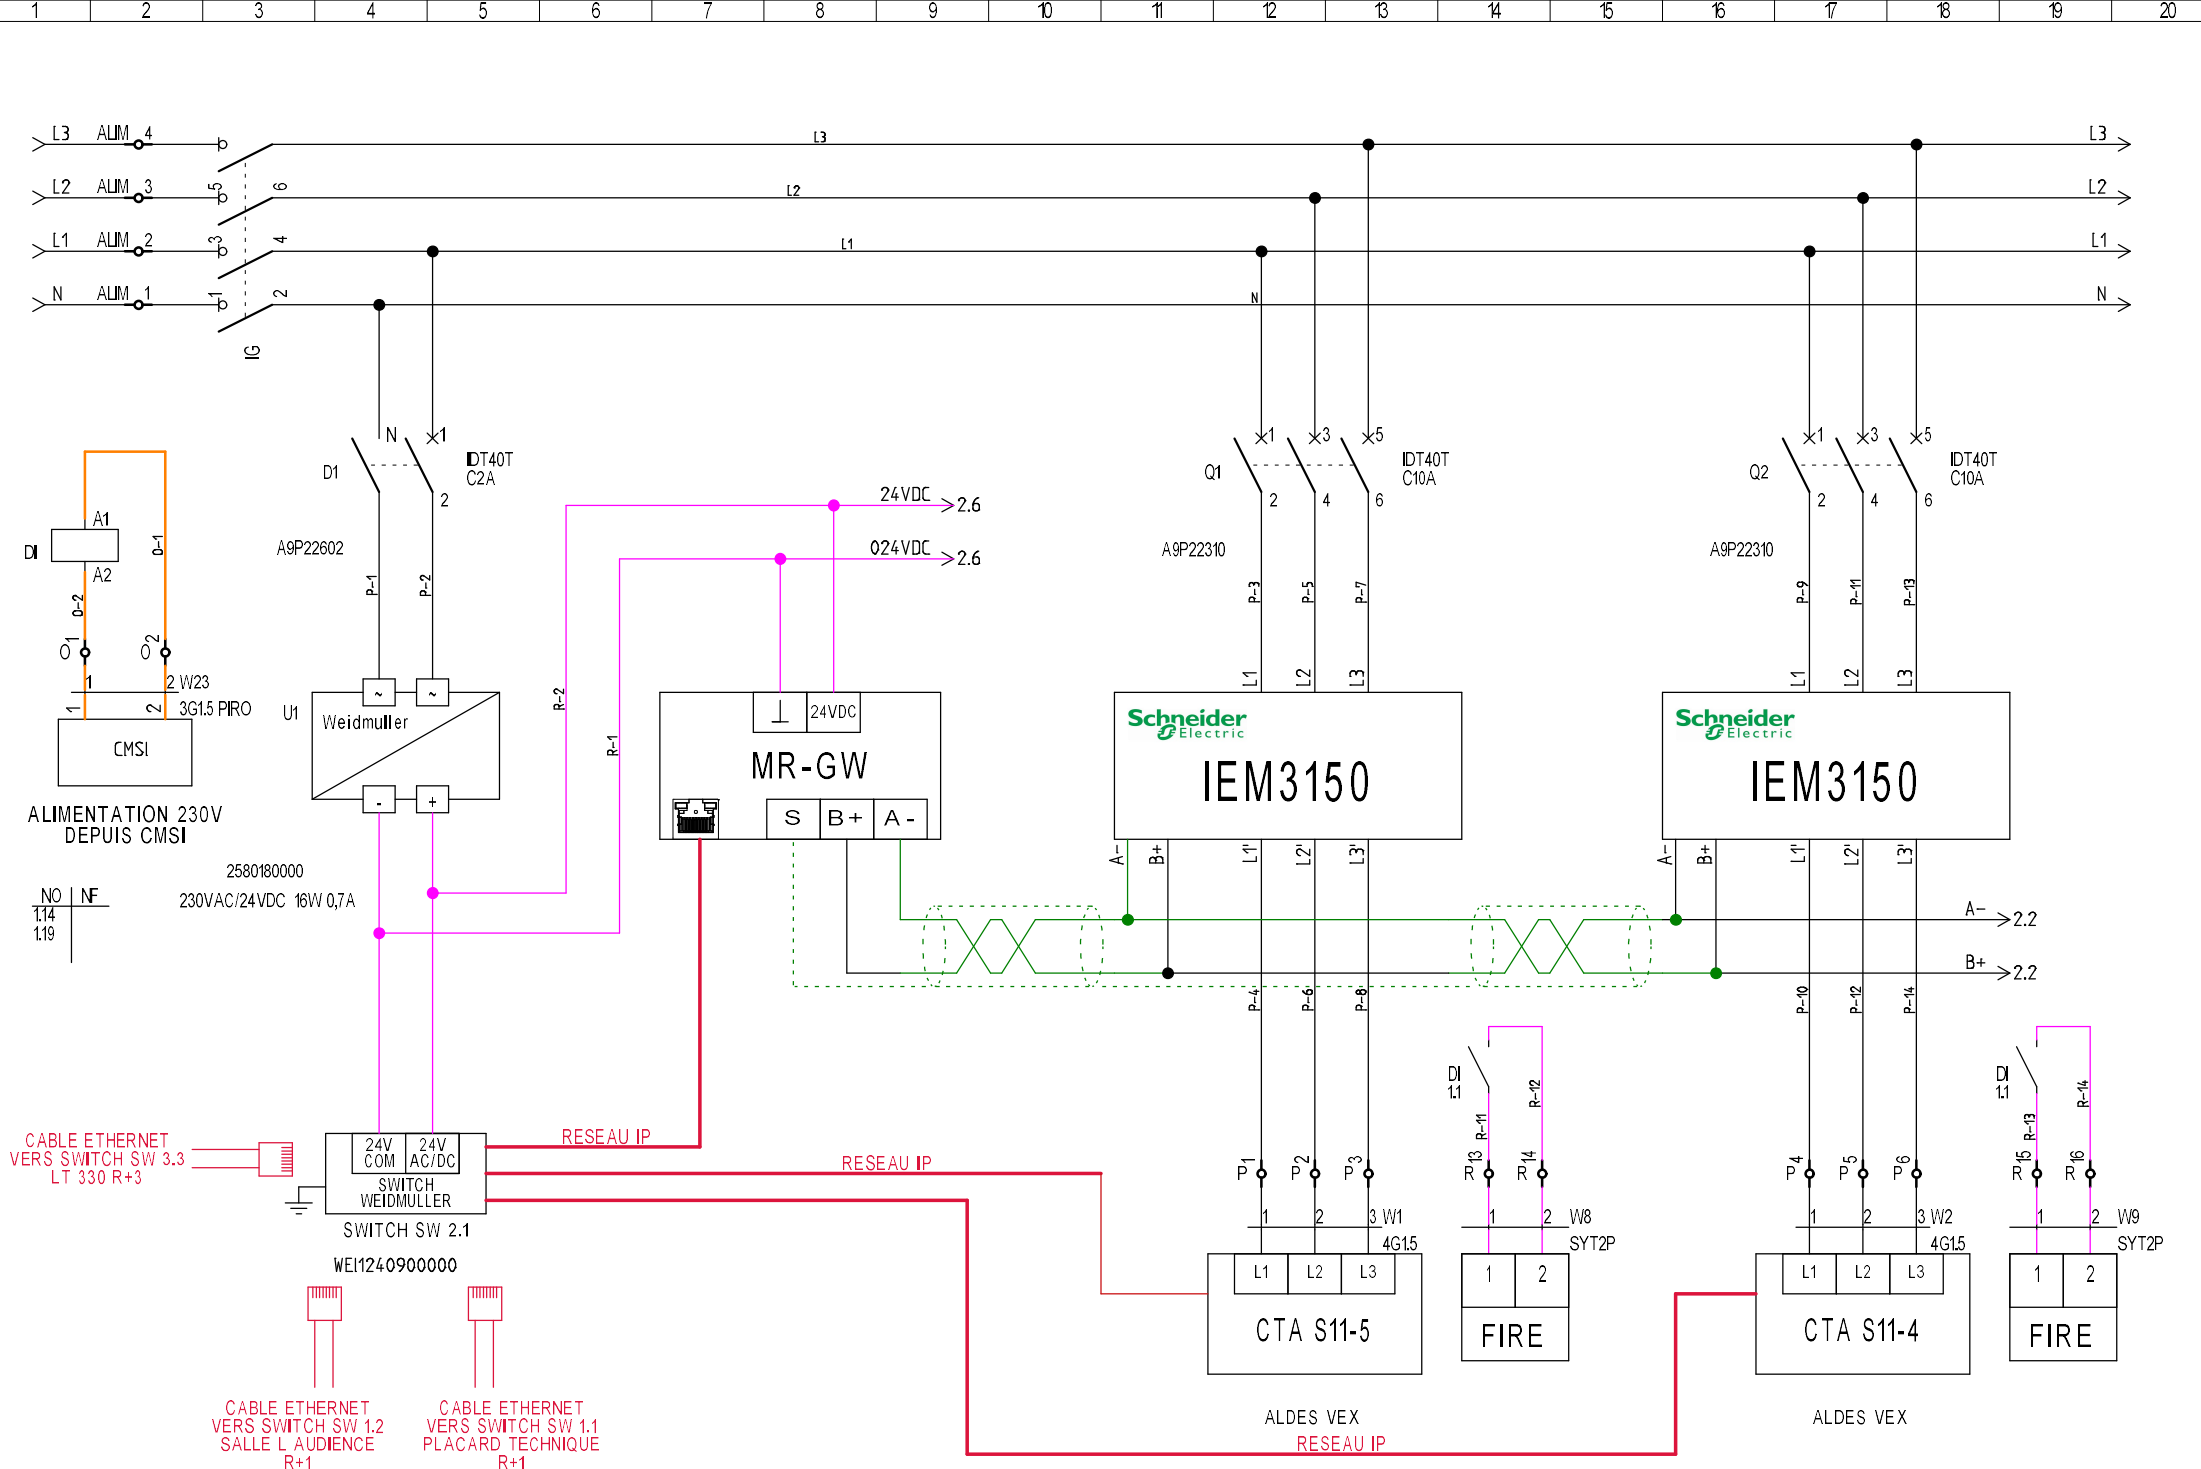 1 2 3 4 5 6 7 8 9 10 11 12 13 14 15 16 17 18 19 20
L3 ALIM 4 L3 L3
L2 ALIM 3 5 6 L2 L2
L1 ALIM 2 3 4 L1 L1
N ALIM 1 1 2 N N
IG
D1 N 1 2
IDT40T
C2A
A9P22602
P-1 P-2
Q1 1 3 5
2 4 6
IDT40T
C10A
A9P22310
P-3 P-5 P-7
Q2 1 3 5
2 4 6
IDT40T
C10A
A9P22310
P-9 P-11 P-13
24VDC 2.6
024VDC 2.6
R-2
R-1
DI A1
A2
O-1
O-2
O 1 O 2
1 2 W23
1 2 3G1.5 PIRO
CMSI
ALIMENTATION 230V
DEPUIS CMSI
NO NF
1.14
1.19
U1 ~ ~
Weidmuller
- +
2580180000
230VAC/24VDC 16W 0,7A
24VDC
MR-GW
S B+ A-
L1 L2 L3
Schneider
Electric
IEM3150
A- B+ L1' L2' L3'
L1 L2 L3
Schneider
Electric
IEM3150
A- B+ L1' L2' L3'
A- 2.2
B+ 2.2
P-4 P-6 P-8
P-10 P-12 P-14
DI
1.1
R-11 R-12
DI
1.1
R-13 R-14
CABLE ETHERNET
VERS SWITCH SW 3.3
LT 330 R+3
24V
COM
24V
AC/DC
SWITCH
WEIDMULLER
SWITCH SW 2.1
WEI1240900000
RESEAU IP
RESEAU IP
RESEAU IP
P 1 P 2 P 3
1 2 3 W1
4G1.5
L1 L2 L3
CTA S11-5
ALDES VEX
R 13 R 14
1 2 W8
SYT2P
1 2
FIRE
P 4 P 5 P 6
1 2 3 W2
4G1.5
L1 L2 L3
CTA S11-4
ALDES VEX
R 15 R 16
1 2 W9
SYT2P
1 2
FIRE
CABLE ETHERNET
VERS SWITCH SW 1.2
SALLE L AUDIENCE
R+1
CABLE ETHERNET
VERS SWITCH SW 1.1
PLACARD TECHNIQUE
R+1